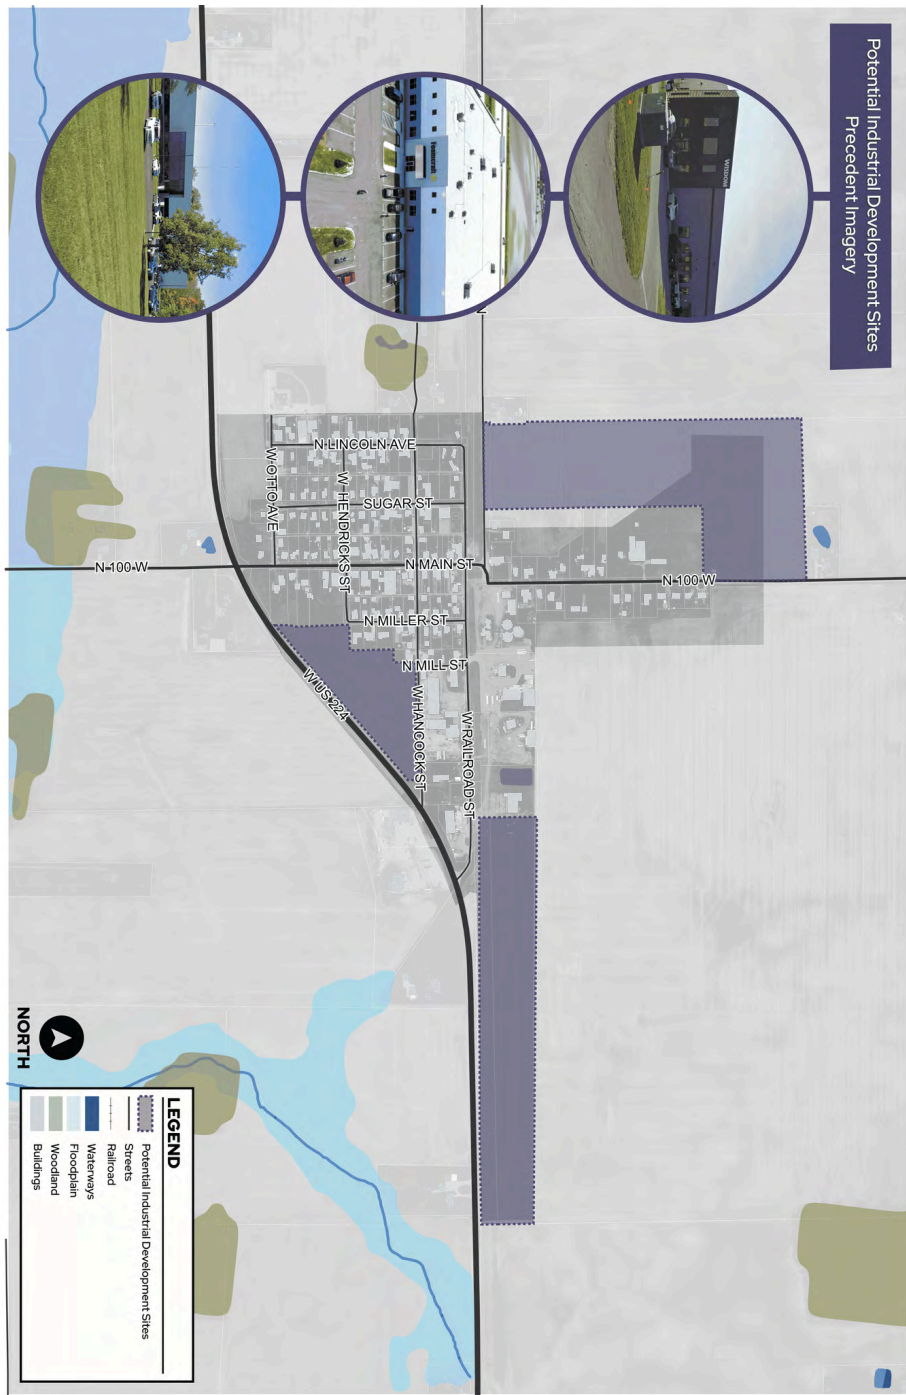 Potential Industrial Development Sites
Precedent Imagery
WISDOM
N
N LINCOLN AVE
W OTTO AVE
W HENDRICKS ST
SUGAR ST
N 100 W
N MAIN ST
N 100 W
N MILLER ST
N MILL ST
W US 224
W HANCOCK ST
W RAILROAD ST
NORTH
LEGEND
Potential Industrial Development Sites
Streets
Railroad
Waterways
Floodplain
Woodland
Buildings